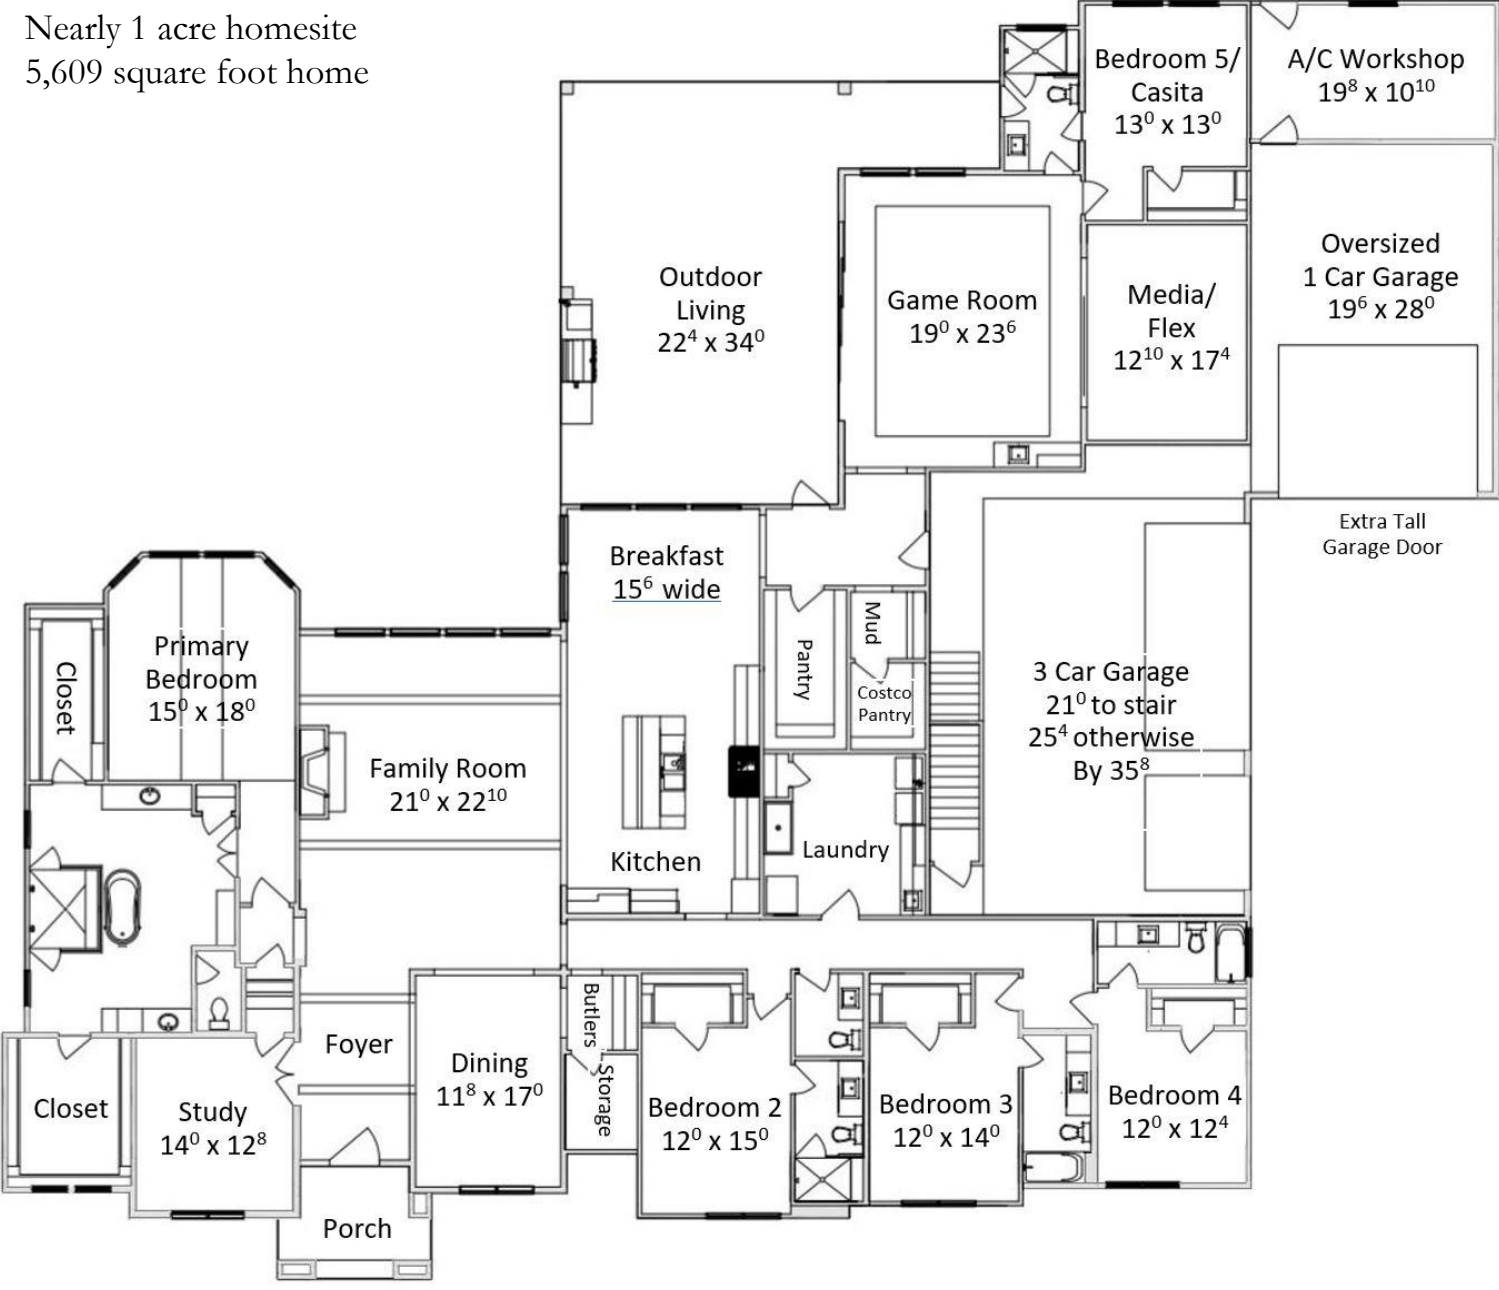 Nearly 1 acre homesite
5,609 square foot home
Bedroom 5/
Casita
13⁰ x 13⁰
A/C Workshop
19⁸ x 10¹⁰
Outdoor
Living
22⁴ x 34⁰
Game Room
19⁰ x 23⁶
Media/
Flex
12¹⁰ x 17⁴
Oversized
1 Car Garage
19⁶ x 28⁰
Extra Tall
Garage Door
Breakfast
15⁶ wide
Primary
Bedroom
15⁰ x 18⁰
Closet
Family Room
21⁰ x 22¹⁰
Kitchen
Pantry
Mud
Costco
Pantry
Laundry
3 Car Garage
21⁰ to stair
25⁴ otherwise
By 35⁸
Closet
Study
14⁰ x 12⁸
Foyer
Dining
11⁸ x 17⁰
Butlers
Storage
Bedroom 2
12⁰ x 15⁰
Bedroom 3
12⁰ x 14⁰
Bedroom 4
12⁰ x 12⁴
Porch